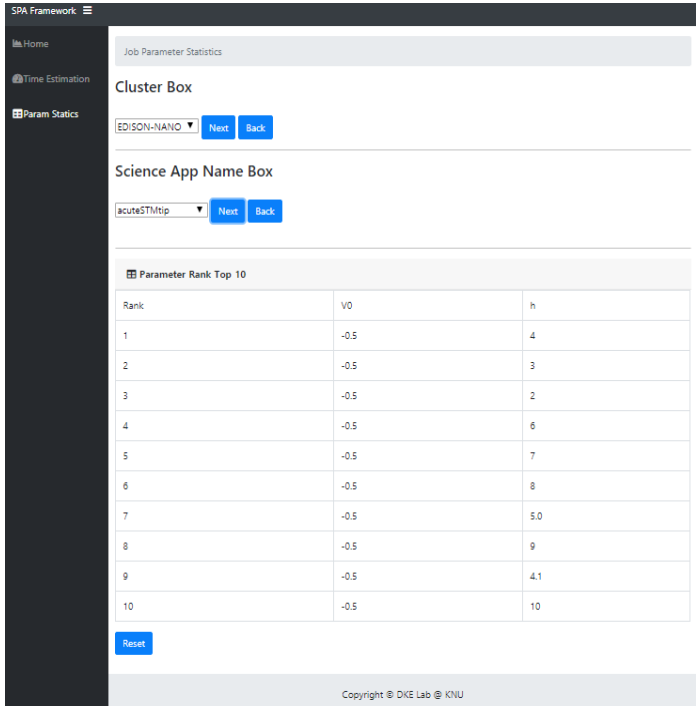 SPA Framework
Home
Time Estimation
Param Statics
Job Parameter Statistics
Cluster Box
EDISON-NANO Next Back
Science App Name Box
acuteSTMtip Next Back
Parameter Rank Top 10
Rank V0 h
1 -0.5 4
2 -0.5 3
3 -0.5 2
4 -0.5 6
5 -0.5 7
6 -0.5 8
7 -0.5 5.0
8 -0.5 9
9 -0.5 4.1
10 -0.5 10
Reset
Copyright © DKE Lab @ KNU